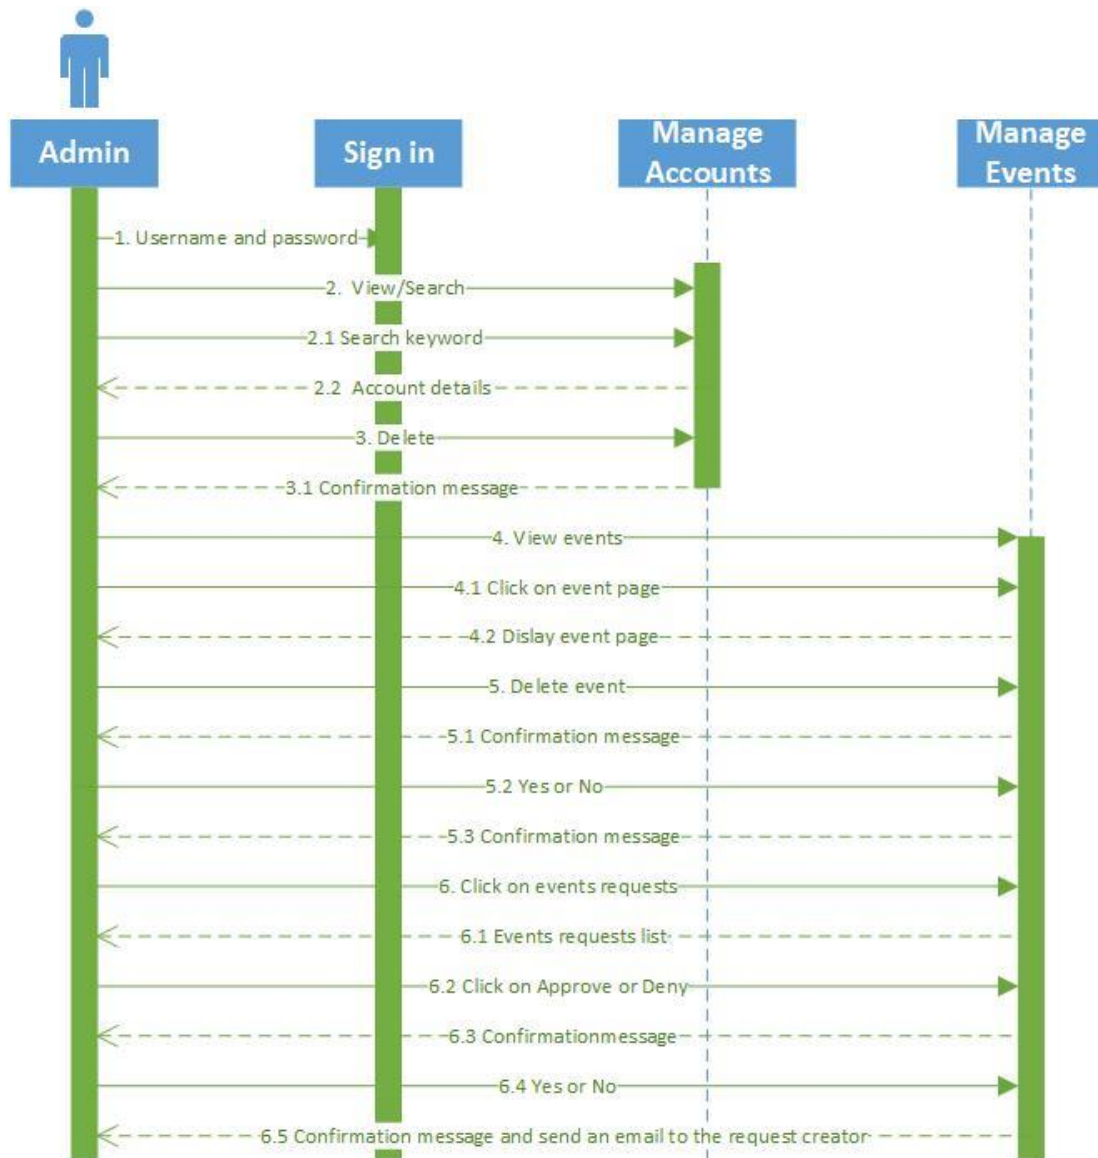 Admin
Sign in
Manage
Accounts
Manage
Events
1. Username and password
2. View/Search
2.1 Search keyword
2.2 Account details
3. Delete
3.1 Confirmation message
4. View events
4.1 Click on event page
4.2 Dislay event page
5. Delete event
5.1 Confirmation message
5.2 Yes or No
5.3 Confirmation message
6. Click on events requests
6.1 Events requests list
6.2 Click on Approve or Deny
6.3 Confirmationmessage
6.4 Yes or No
6.5 Confirmation message and send an email to the request creator